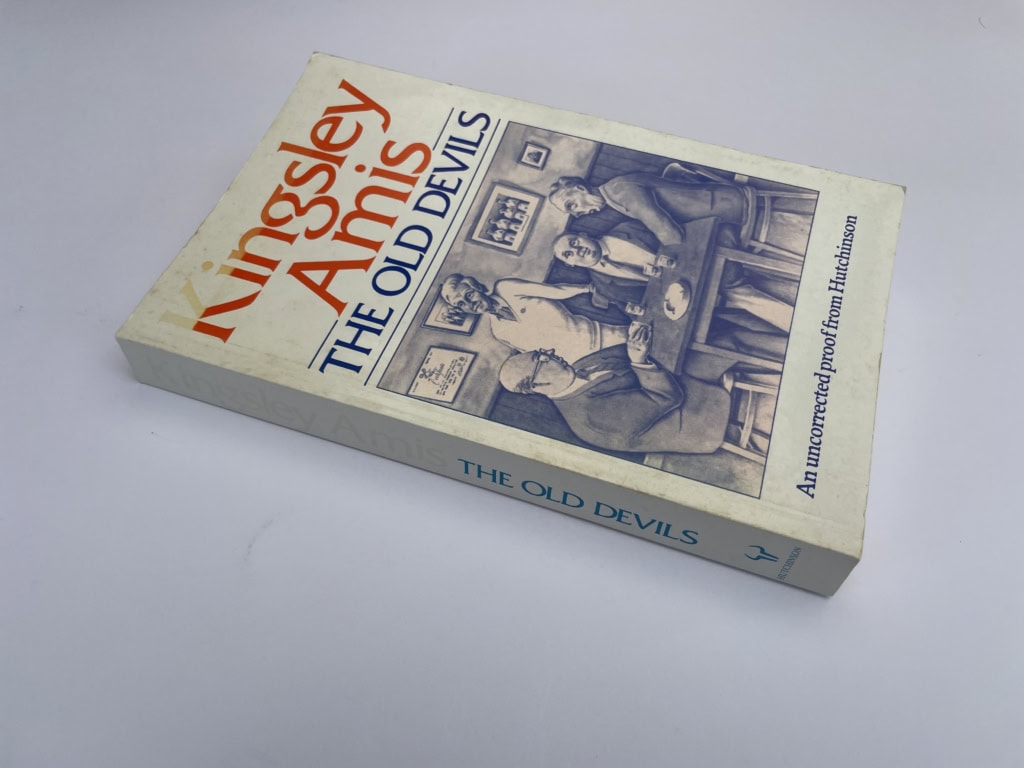 Kingsley
Amis
THE OLD DEVILS
An uncorrected proof from Hutchinson
Kingsley Amis THE OLD DEVILS
HUTCHINSON